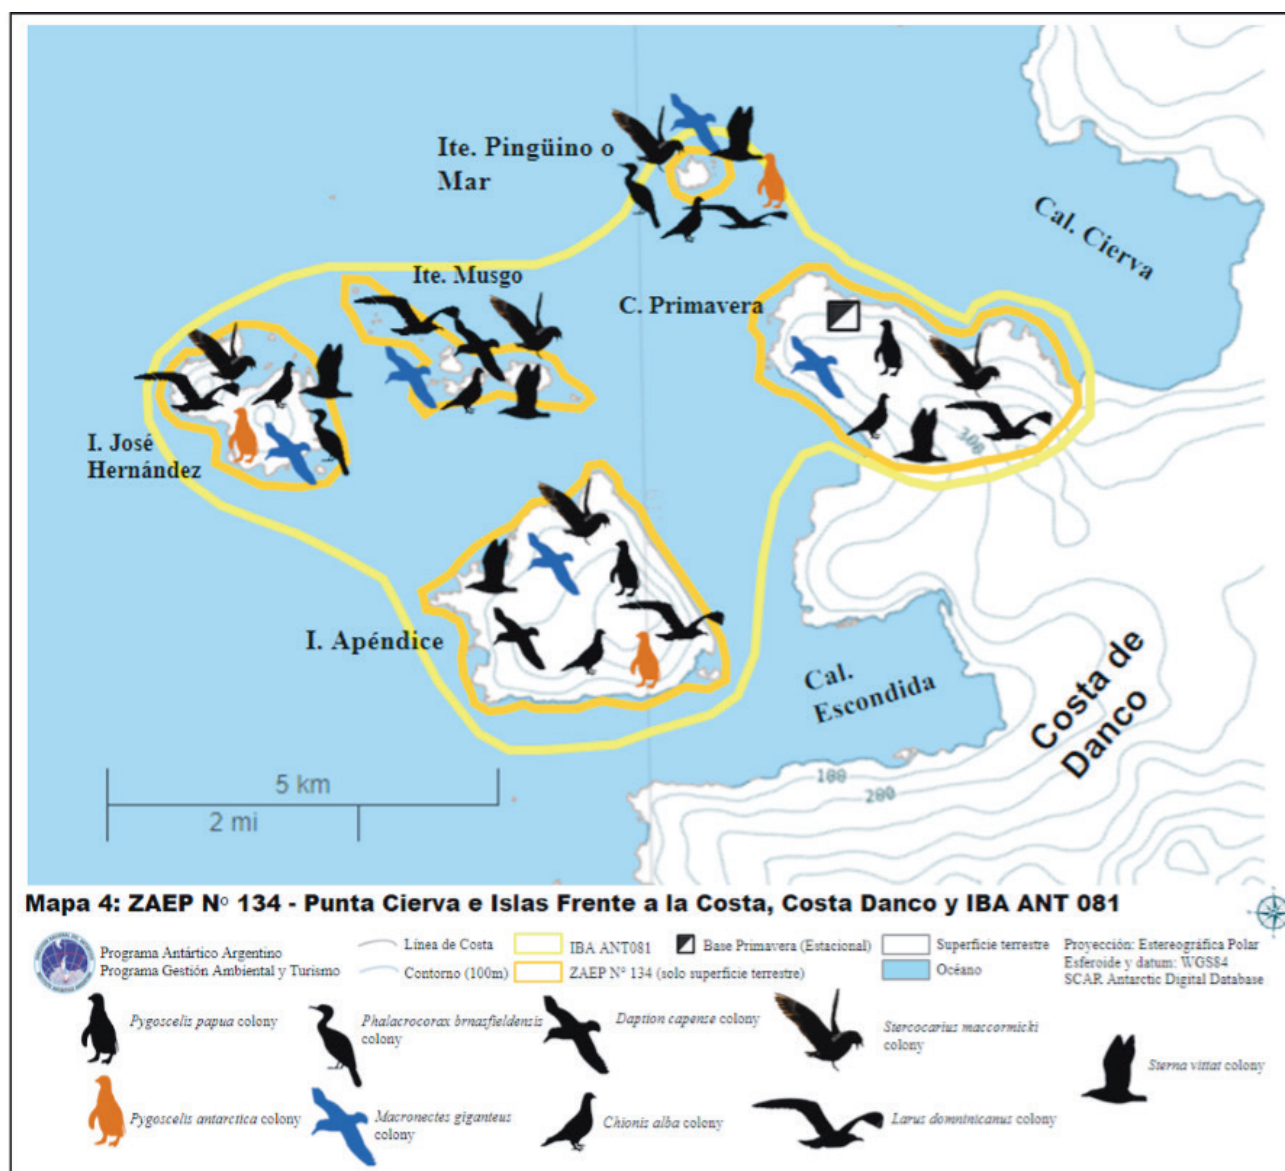 Ite. Pingüino o
Mar
Cal. Cierva
Ite. Musgo
C. Primavera
I. José
Hernández
300
I. Apéndice
Cal.
Escondida
Costa de
Danco
100
200
5 km
2 mi
Mapa 4: ZAEP Nº 134 - Punta Cierva e Islas Frente a la Costa, Costa Danco y IBA ANT 081
Programa Antártico Argentino
Programa Gestión Ambiental y Turismo
Línea de Costa
Contorno (100m)
IBA ANT081
ZAEP N° 134 (solo superficie terrestre)
Base Primavera (Estacional)
Superficie terrestre
Océano
Proyección: Estereográfica Polar
Esferoide y datum: WGS84
SCAR Antarctic Digital Database
Pygoscelis papua colony
Phalacrocorax brnasfieldensis
colony
Daption capense colony
Stercocarius maccormicki
colony
Sterna vittat colony
Pygoscelis antarctica colony
Macronectes giganteus
colony
Chionis alba colony
Larus domninicanus colony